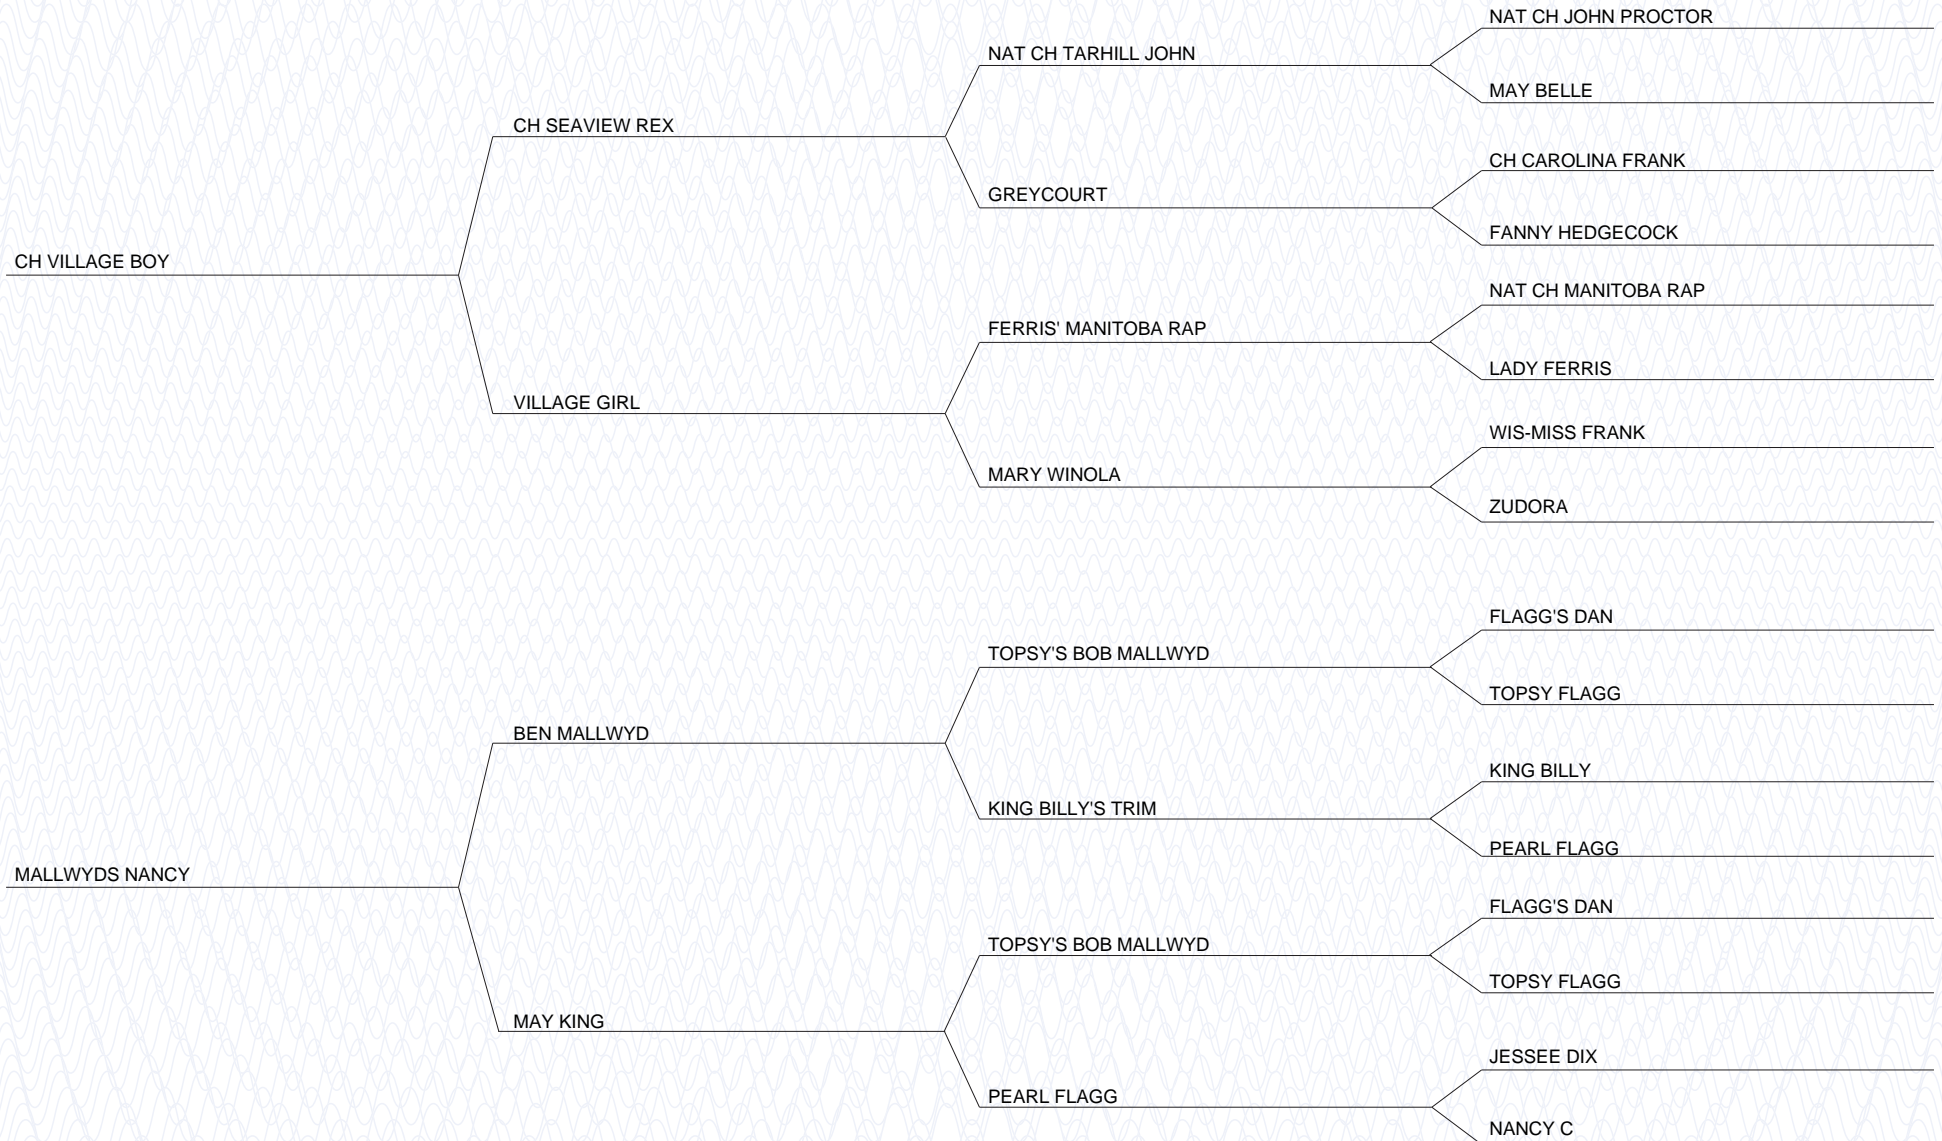 NAT CH JOHN PROCTOR
NAT CH TARHILL JOHN
MAY BELLE
CH SEAVIEW REX
CH CAROLINA FRANK
GREYCOURT
FANNY HEDGECOCK
CH VILLAGE BOY
NAT CH MANITOBA RAP
FERRIS' MANITOBA RAP
LADY FERRIS
VILLAGE GIRL
WIS-MISS FRANK
MARY WINOLA
ZUDORA
FLAGG'S DAN
TOPSY'S BOB MALLWYD
TOPSY FLAGG
BEN MALLWYD
KING BILLY
KING BILLY'S TRIM
PEARL FLAGG
MALLWYDS NANCY
FLAGG'S DAN
TOPSY'S BOB MALLWYD
TOPSY FLAGG
MAY KING
JESSEE DIX
PEARL FLAGG
NANCY C